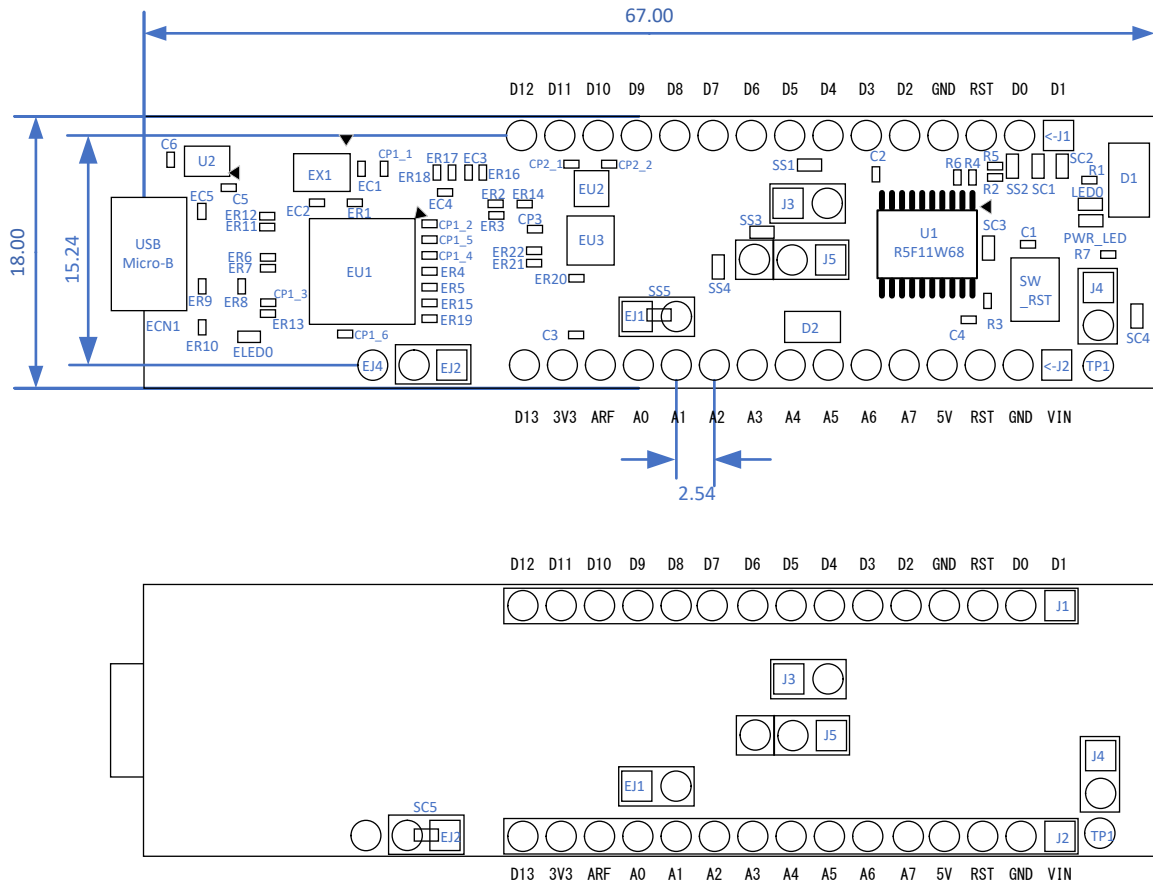 67.00
D12 D11 D10 D9 D8 D7 D6 D5 D4 D3 D2 GND RST D0 D1
<-J1
C6
U2
EX1
CP1_1
ER17 EC3
ER18
ER16
EC1
EC4
CP2_1
CP2_2
EU2
SS1
C2
R6 R4
R5
R2
SS2
SC1
SC2
R1
LED0
D1
C5
EC5
EC2
ER1
ER2
ER14
ER3
CP3
J3
18.00
15.24
ER12
ER11
CP1_2
CP1_5
CP1_4
ER4
ER5
ER15
ER19
EU3
SS3
U1
R5F11W68
SC3
C1
PWR_LED
R7
USB
Micro-B
ER6
ER7
EU1
ER22
ER21
ER20
SS4
J5
SW
_RST
J4
ER9
ER8
CP1_3
ER13
SS5
EJ1
D2
R3
C4
SC4
ECN1
ER10
ELED0
CP1_6
C3
EJ4
EJ2
<-J2
TP1
D13 3V3 ARF A0 A1 A2 A3 A4 A5 A6 A7 5V RST GND VIN
2.54
D12 D11 D10 D9 D8 D7 D6 D5 D4 D3 D2 GND RST D0 D1
J1
J3
J5
J4
EJ1
SC5
EJ2
J2
TP1
D13 3V3 ARF A0 A1 A2 A3 A4 A5 A6 A7 5V RST GND VIN